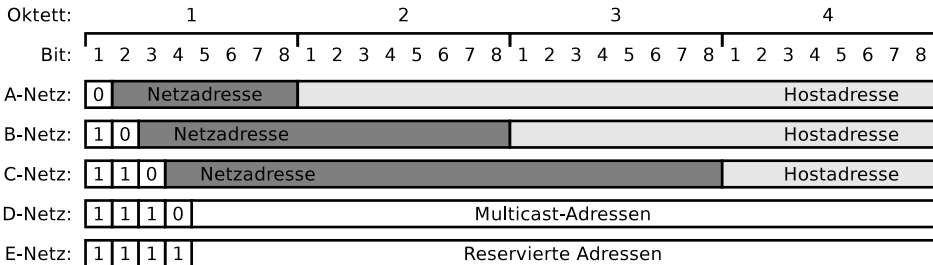 Oktett: 1 2 3 4
Bit: 1 2 3 4 5 6 7 8 1 2 3 4 5 6 7 8 1 2 3 4 5 6 7 8 1 2 3 4 5 6 7 8
A-Netz: 0 Netzadresse Hostadresse
B-Netz: 1 0 Netzadresse Hostadresse
C-Netz: 1 1 0 Netzadresse Hostadresse
D-Netz: 1 1 1 0 Multicast-Adressen
E-Netz: 1 1 1 1 Reservierte Adressen